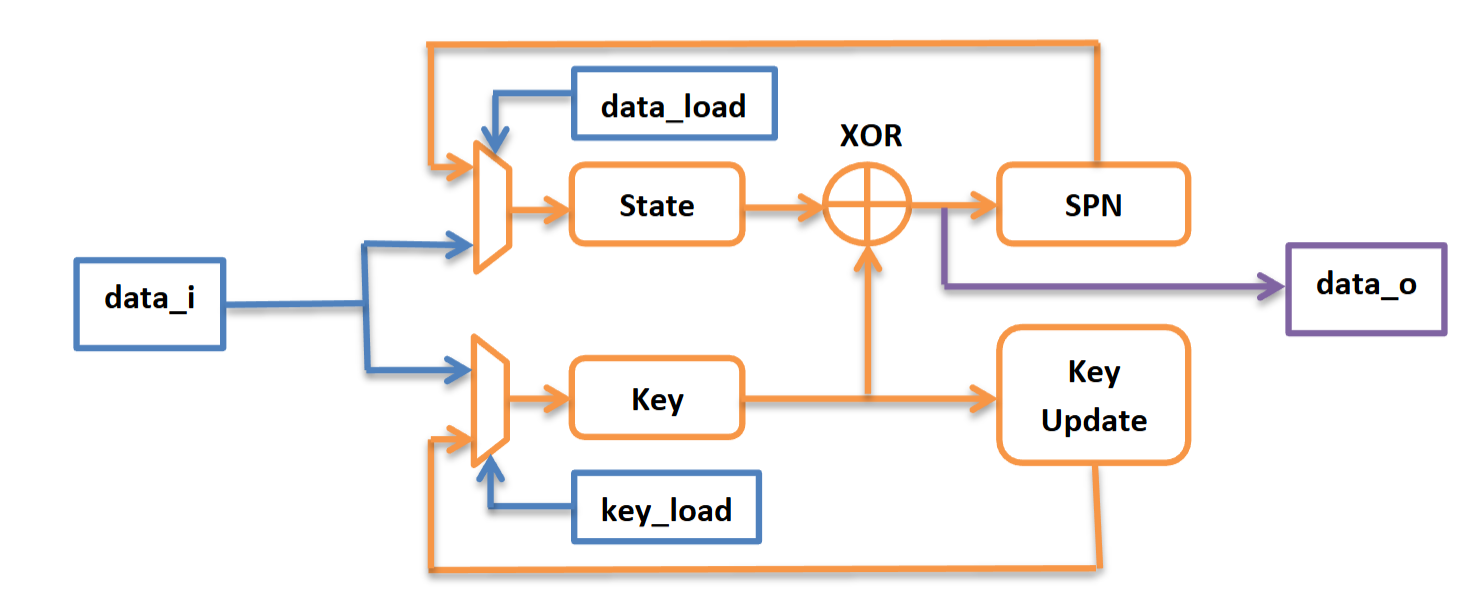 data_load
XOR
State
SPN
data_i
data_o
Key
Key
Update
key_load